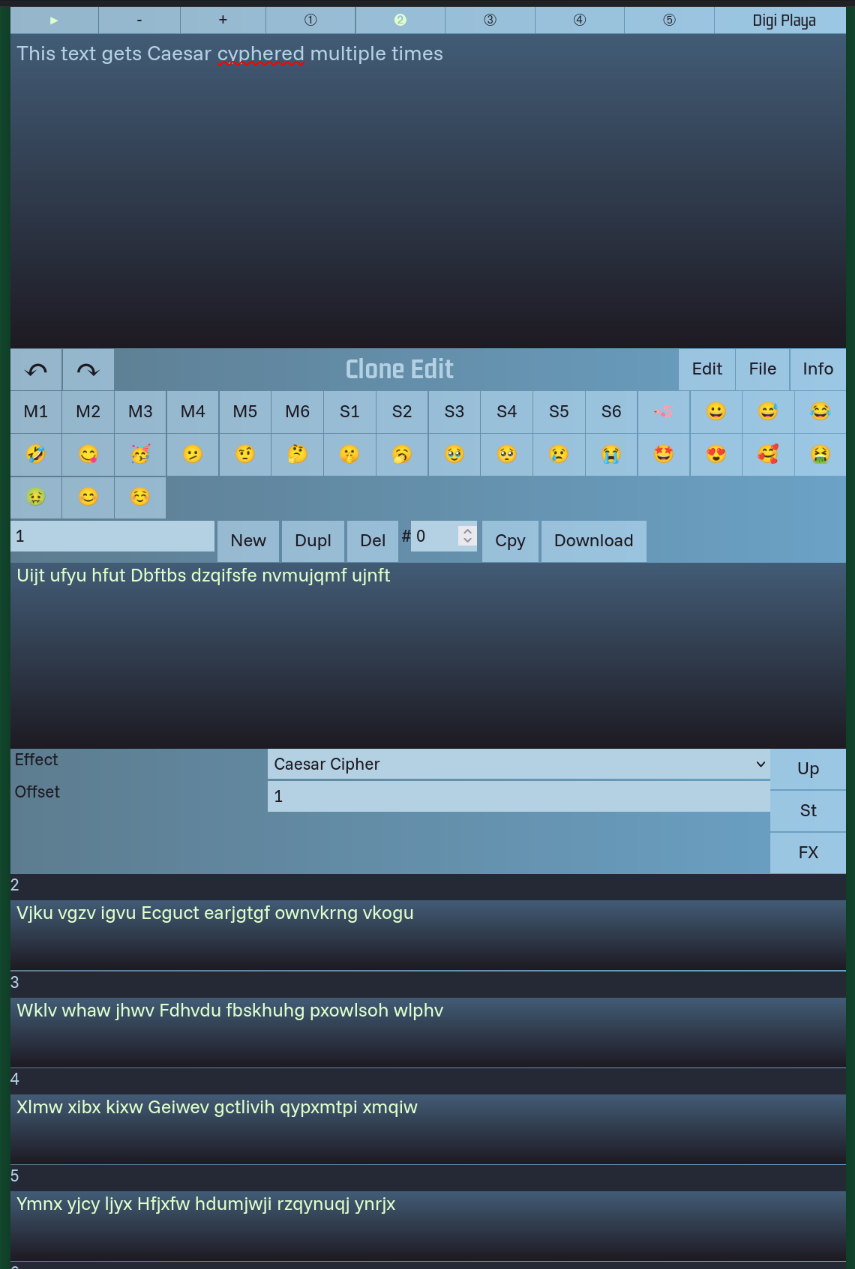 ▶ - + ① ❷ ③ ④ ⑤ Digi Playa
This text gets Caesar cyphered multiple times
↶ ↷ Clone Edit Edit File Info
M1 M2 M3 M4 M5 M6 S1 S2 S3 S4 S5 S6
1 New Dupl Del # 0 Cpy Download
Uijt ufyu hfut Dbftbs dzqifsfe nvmujqmf ujnft
Effect Caesar Cipher Up
Offset 1 St
FX
2
Vjku vgzv igvu Ecguct earjgtgf ownvkrng vkogu
3
Wklv whaw jhwv Fdhvdu fbskhuhg pxowlsoh wlphv
4
Xlmw xibx kixw Geiwev gctlivih qypxmtpi xmqiw
5
Ymnx yjcy ljyx Hfjxfw hdumjwji rzqynuqj ynrjx